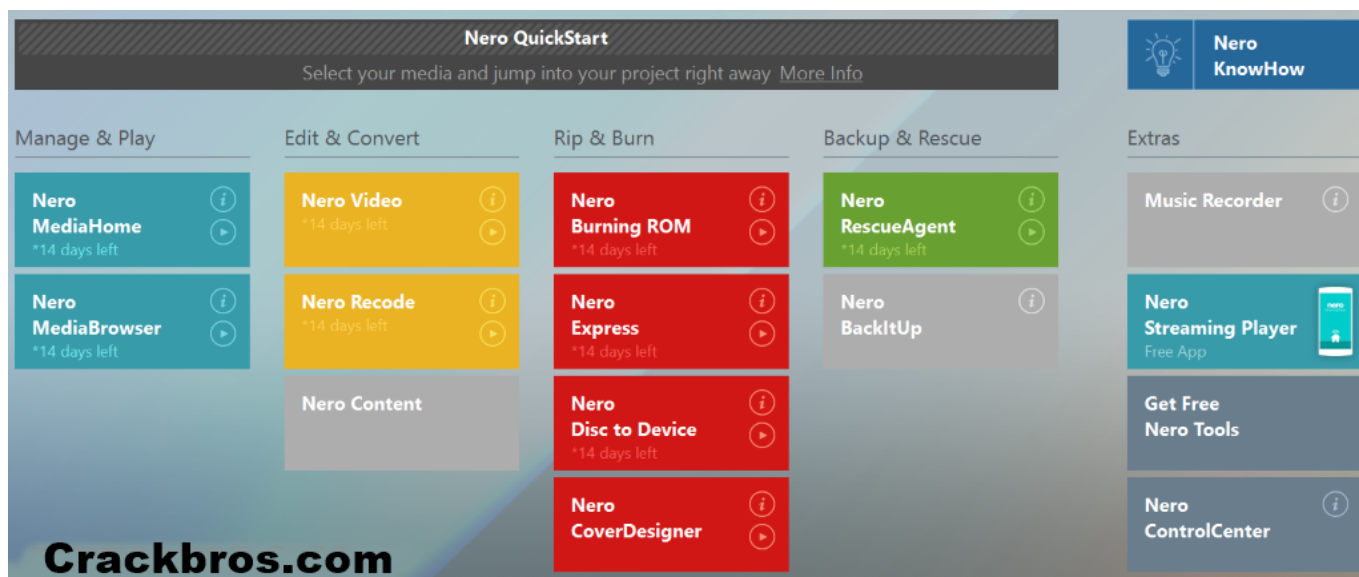 Nero QuickStart
Select your media and jump into your project right away More Info
Nero
KnowHow
Manage & Play
Nero
MediaHome
*14 days left
Nero
MediaBrowser
*14 days left
Edit & Convert
Nero Video
*14 days left
Nero Recode
*14 days left
Nero Content
Rip & Burn
Nero
Burning ROM
*14 days left
Nero
Express
*14 days left
Nero
Disc to Device
*14 days left
Nero
CoverDesigner
Backup & Rescue
Nero
RescueAgent
*14 days left
Nero
BackItUp
Extras
Music Recorder
Nero
Streaming Player
Free App
nero
Get Free
Nero Tools
Nero
ControlCenter
Crackbros.com